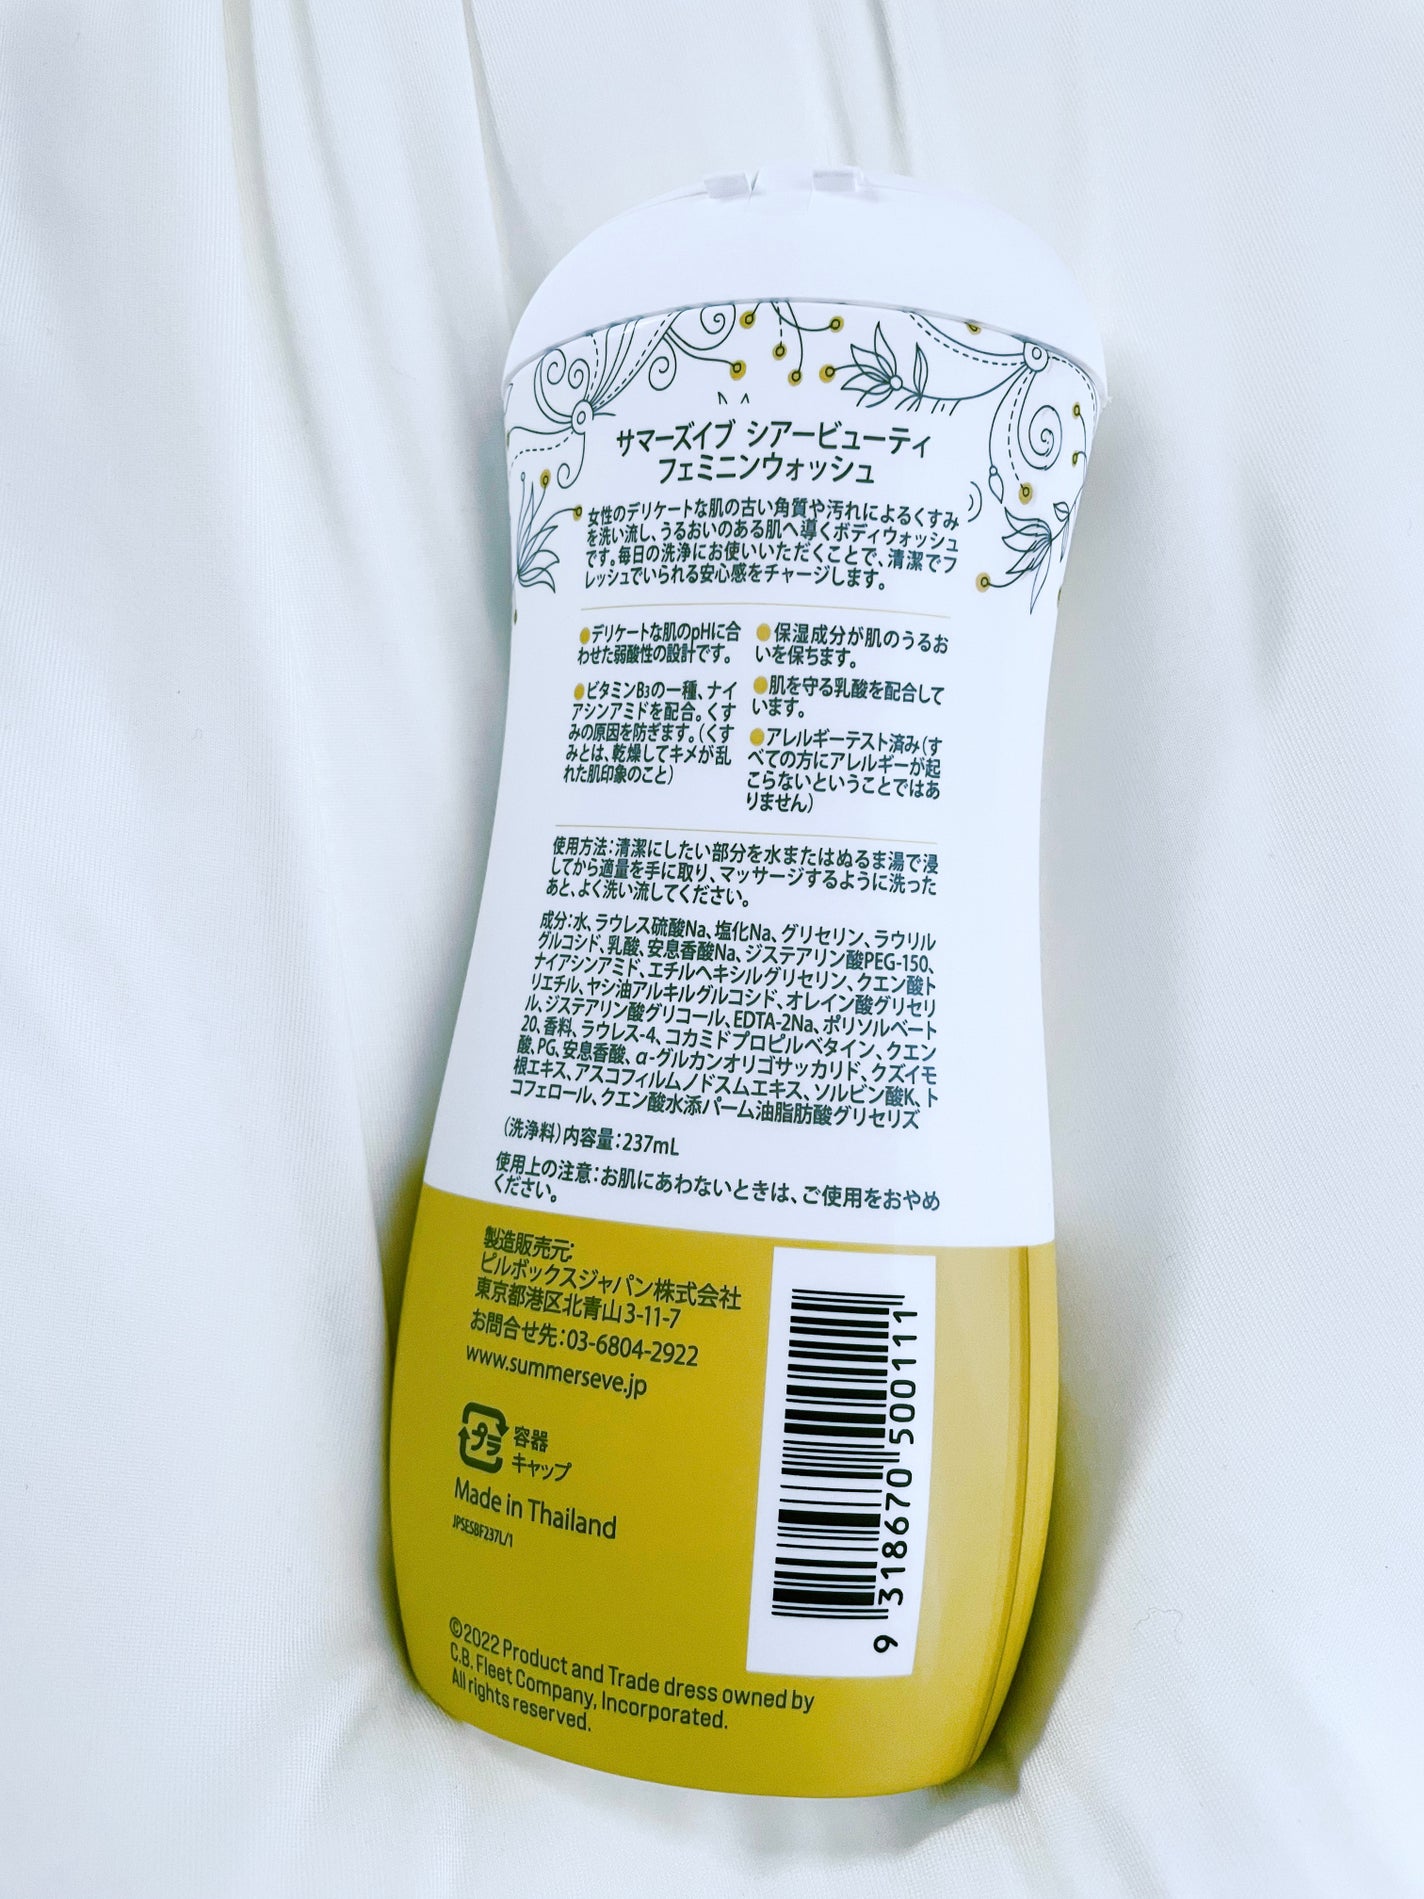 サマーズイブ シアービューティ
フェミニンウォッシュ
女性のデリケートな肌の古い角質や汚れによるくすみ
を洗い流し、うるおいのある肌へ導くボディウォッシュ
です。毎日の洗浄にお使いいただくことで、清潔でフ
レッシュでいられる安心感をチャージします。
●デリケートな肌のpHに合
わせた弱酸性の設計です。
●ビタミンB3の一種、ナイ
アシンアミドを配合。くす
みの原因を防ぎます。(くす
みとは、乾燥してキメが乱
れた肌印象のこと)
●保湿成分が肌のうるお
いを保ちます。
●肌を守る乳酸を配合して
います。
●アレルギーテスト済み(す
べての方にアレルギーが起
こらないということではあ
りません)
使用方法：清潔にしたい部分を水またはぬるま湯で浸
してから適量を手に取り、マッサージするように洗った
あと、よく洗い流してください。
成分：水、ラウレス硫酸Na、塩化Na、グリセリン、ラウリル
グルコシド、乳酸、安息香酸Na、ジステアリン酸PEG-150、
ナイアシンアミド、エチルヘキシルグリセリン、クエン酸ト
リエチル、ヤシ油アルキルグルコシド、オレイン酸グリセリ
ル、ジステアリン酸グリコール、EDTA-2Na、ポリソルベート
20、香料、ラウレス-4、コカミドプロピルベタイン、クエン
酸、PG、安息香酸、α-グルカンオリゴサッカリド、クズイモ
根エキス、アスコフィルムノドスムエキス、ソルビン酸K、ト
コフェロール、クエン酸水添パーム油脂肪酸グリセリズ
(洗浄料)内容量：237mL
使用上の注意：お肌にあわないときは、ご使用をおやめ
ください。
製造販売元：
ピルボックスジャパン株式会社
東京都港区北青山3-11-7
お問合せ先：03-6804-2922
www.summerseve.jp
プラ
容器
キャップ
Made in Thailand
JPSESBF237L/1
9 318670 500111
©2022 Product and Trade dress owned by
C.B. Fleet Company, Incorporated.
All rights reserved.